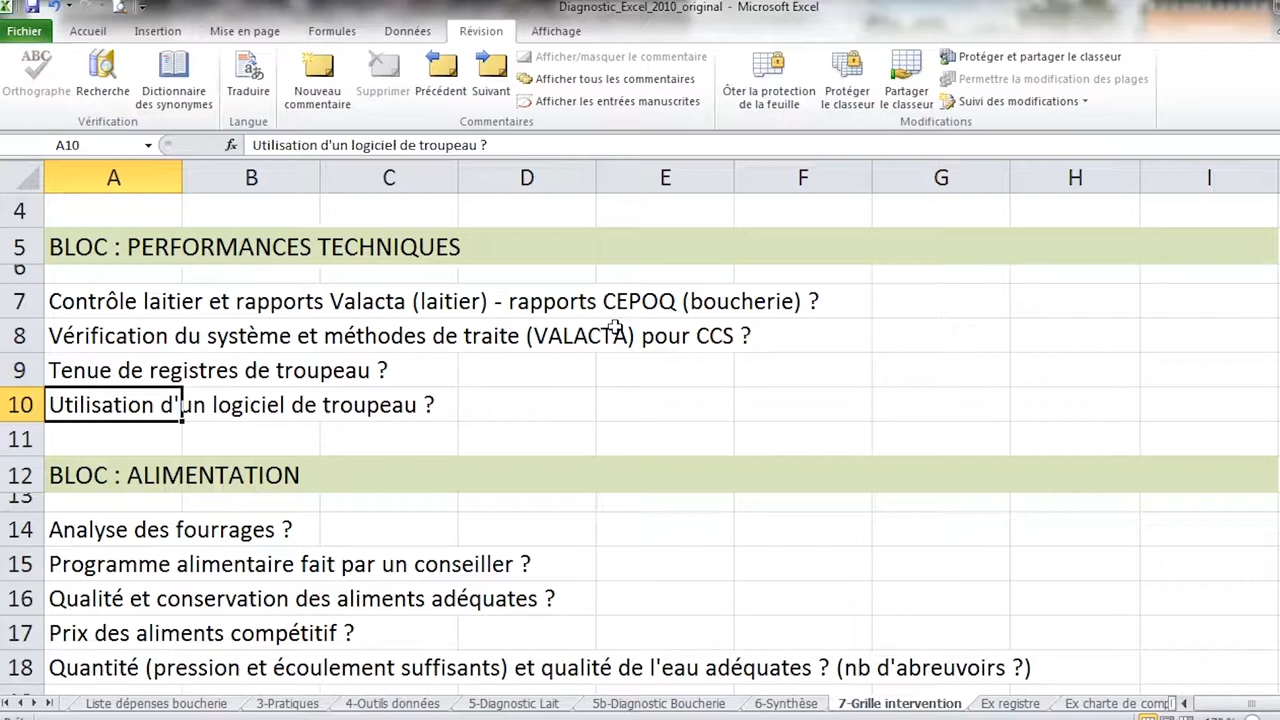 Diagnostic_Excel_2010_original - Microsoft Excel
Fichier Accueil Insertion Mise en page Formules Données Révision Affichage
Orthographe
Recherche
Dictionnaire des synonymes
Vérification
Traduire
Langue
Nouveau commentaire
Supprimer
Précédent
Suivant
Afficher/masquer le commentaire
Afficher tous les commentaires
Afficher les entrées manuscrites
Commentaires
Ôter la protection de la feuille
Protéger le classeur
Partager le classeur
Protéger et partager le classeur
Permettre la modification des plages
Suivi des modifications
Modifications
A10 fx Utilisation d'un logiciel de troupeau ?
A B C D E F G H I
4
5 BLOC : PERFORMANCES TECHNIQUES
6
7 Contrôle laitier et rapports Valacta (laitier) - rapports CEPOQ (boucherie) ?
8 Vérification du système et méthodes de traite (VALACTA) pour CCS ?
9 Tenue de registres de troupeau ?
10 Utilisation d'un logiciel de troupeau ?
11
12 BLOC : ALIMENTATION
13
14 Analyse des fourrages ?
15 Programme alimentaire fait par un conseiller ?
16 Qualité et conservation des aliments adéquates ?
17 Prix des aliments compétitif ?
18 Quantité (pression et écoulement suffisants) et qualité de l'eau adéquates ? (nb d'abreuvoirs ?)
Liste dépenses boucherie 3-Pratiques 4-Outils données 5-Diagnostic Lait 5b-Diagnostic Boucherie 6-Synthèse 7-Grille intervention Ex registre Ex charte de comp